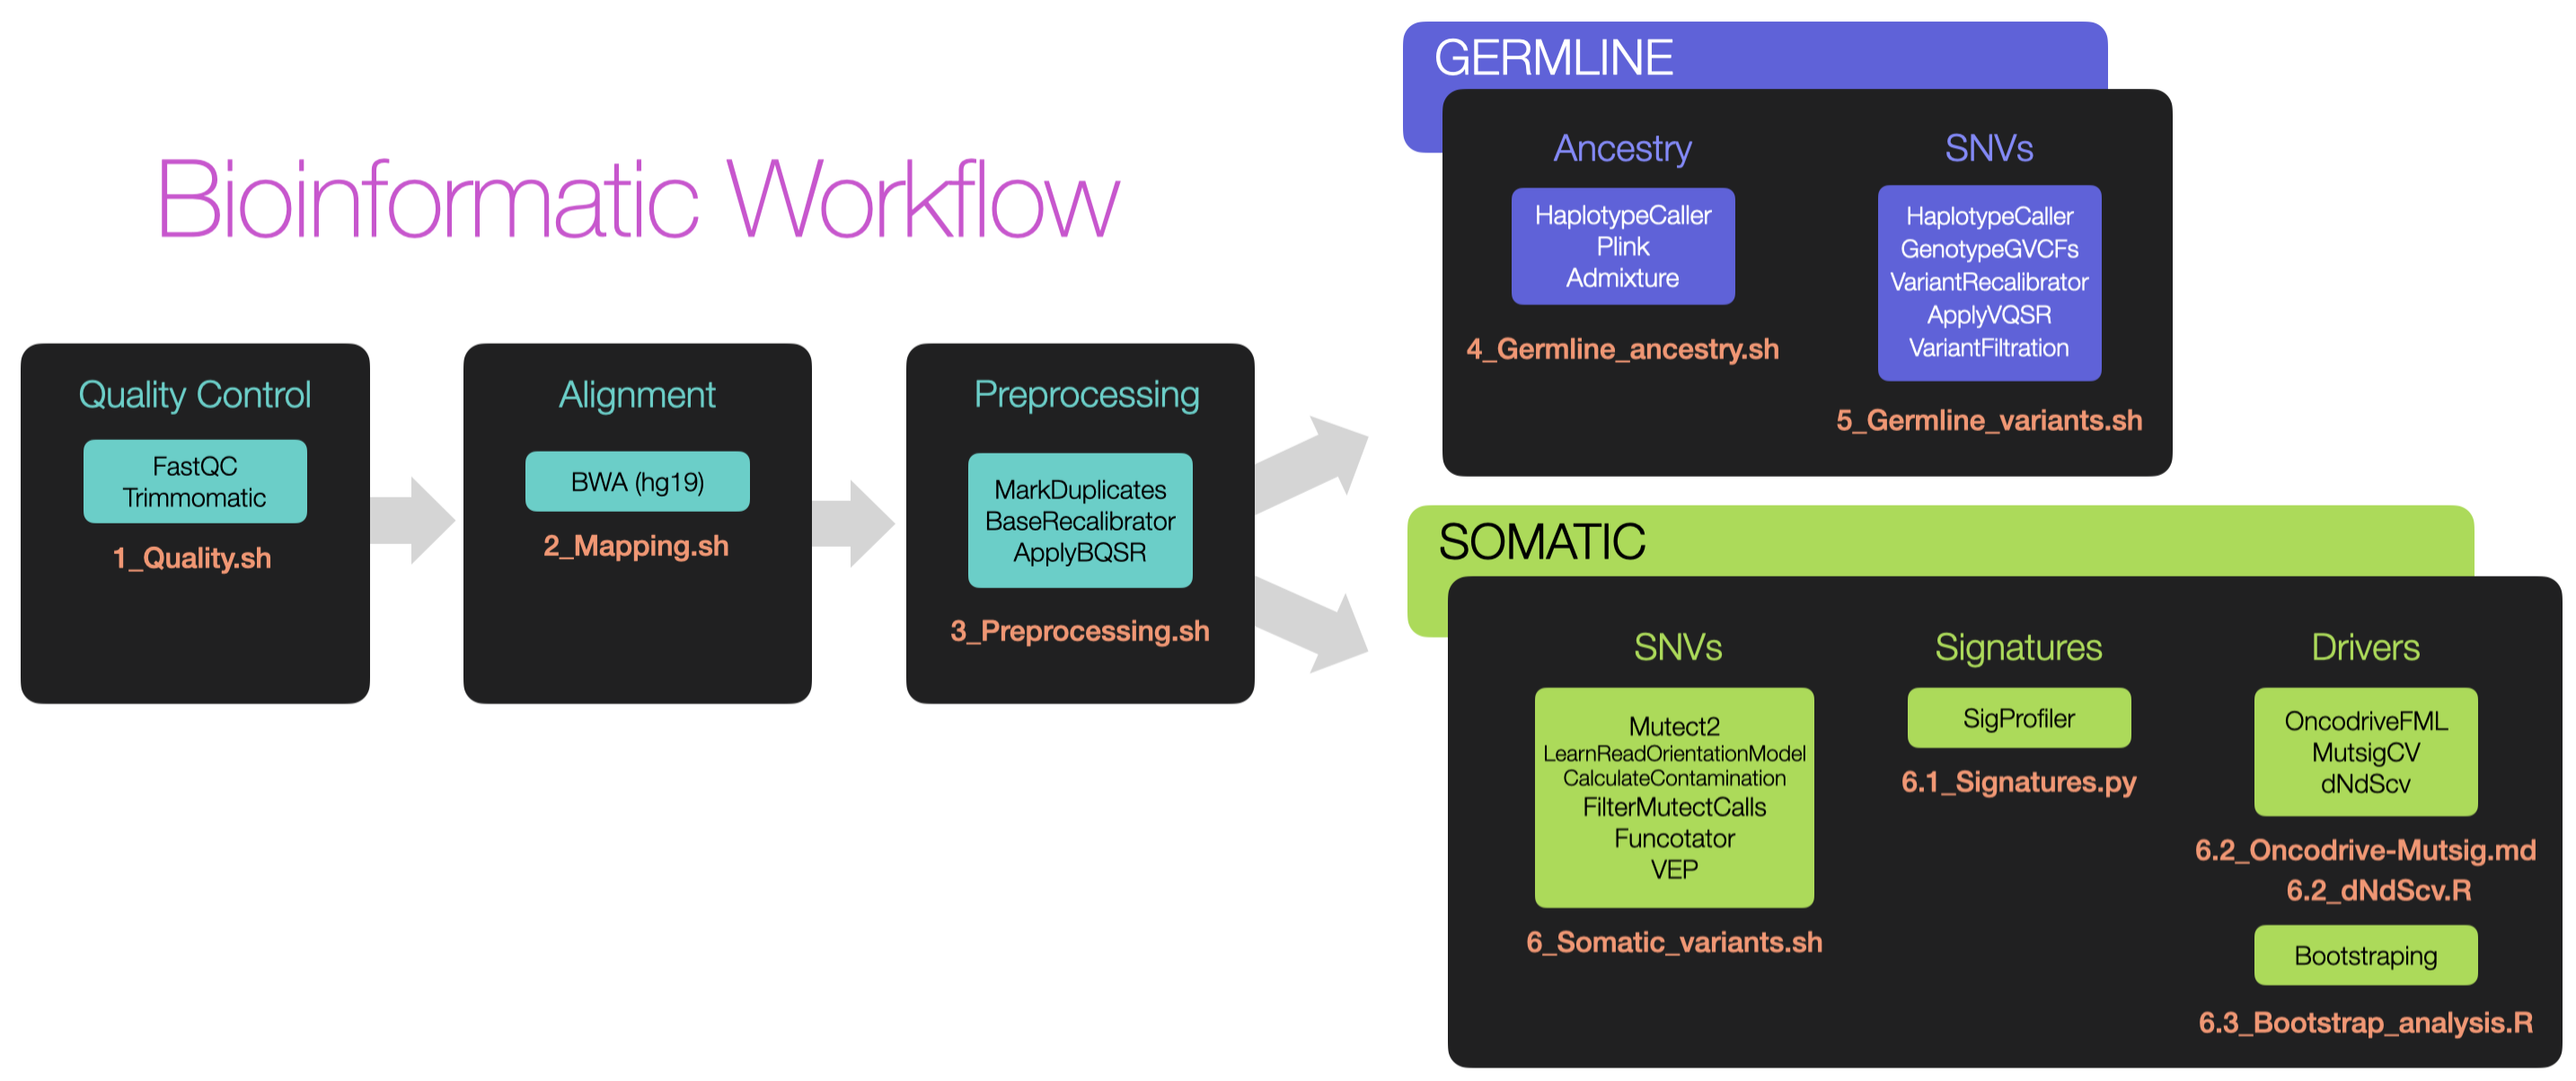 Bioinformatic Workflow
Quality Control
FastQC
Trimmomatic
1_Quality.sh
Alignment
BWA (hg19)
2_Mapping.sh
Preprocessing
MarkDuplicates
BaseRecalibrator
ApplyBQSR
3_Preprocessing.sh
GERMLINE
Ancestry
HaplotypeCaller
Plink
Admixture
4_Germline_ancestry.sh
SNVs
HaplotypeCaller
GenotypeGVCFs
VariantRecalibrator
ApplyVQSR
VariantFiltration
5_Germline_variants.sh
SOMATIC
SNVs
Mutect2
LearnReadOrientationModel
CalculateContamination
FilterMutectCalls
Funcotator
VEP
6_Somatic_variants.sh
Signatures
SigProfiler
6.1_Signatures.py
Drivers
OncodriveFML
MutsigCV
dNdScv
6.2_Oncodrive-Mutsig.md
6.2_dNdScv.R
Bootstraping
6.3_Bootstrap_analysis.R